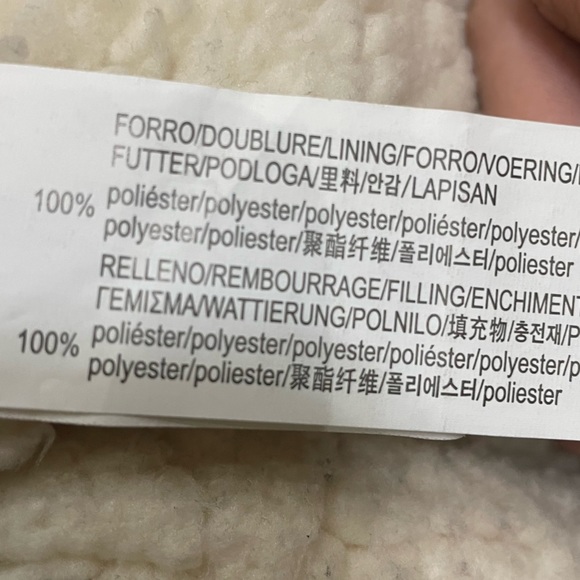 FORRO/DOUBLURE/LINING/FORRO/VOERING/
FUTTER/PODLOGA/里料/안감/LAPISAN
100% poliéster/polyester/polyester/poliéster/polyester/
polyester/poliester/聚酯纤维/폴리에스터/poliester
RELLENO/REMBOURRAGE/FILLING/ENCHIMENT
ΓΕΜΙΣΜΑ/WATTIERUNG/POLNILO/填充物/충전재/P
100% poliéster/polyester/polyester/poliéster/polyester/p
polyester/poliester/聚酯纤维/폴리에스터/poliester